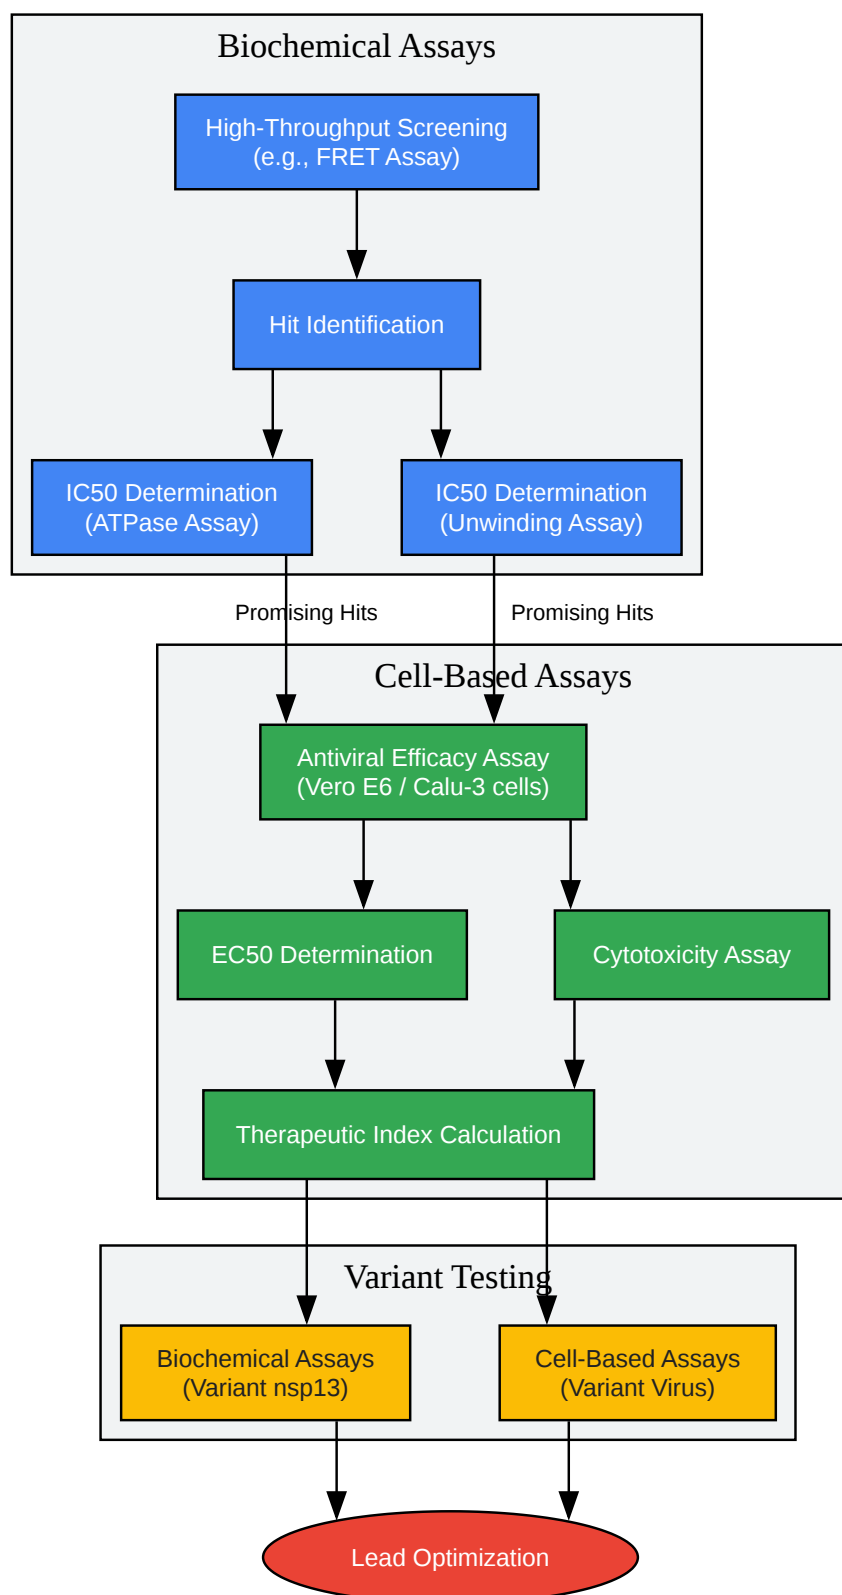 Biochemical Assays
High-Throughput Screening
(e.g., FRET Assay)
Hit Identification
IC50 Determination
(ATPase Assay)
IC50 Determination
(Unwinding Assay)
Promising Hits
Promising Hits
Cell-Based Assays
Antiviral Efficacy Assay
(Vero E6 / Calu-3 cells)
EC50 Determination
Cytotoxicity Assay
Therapeutic Index Calculation
Variant Testing
Biochemical Assays
(Variant nsp13)
Cell-Based Assays
(Variant Virus)
Lead Optimization